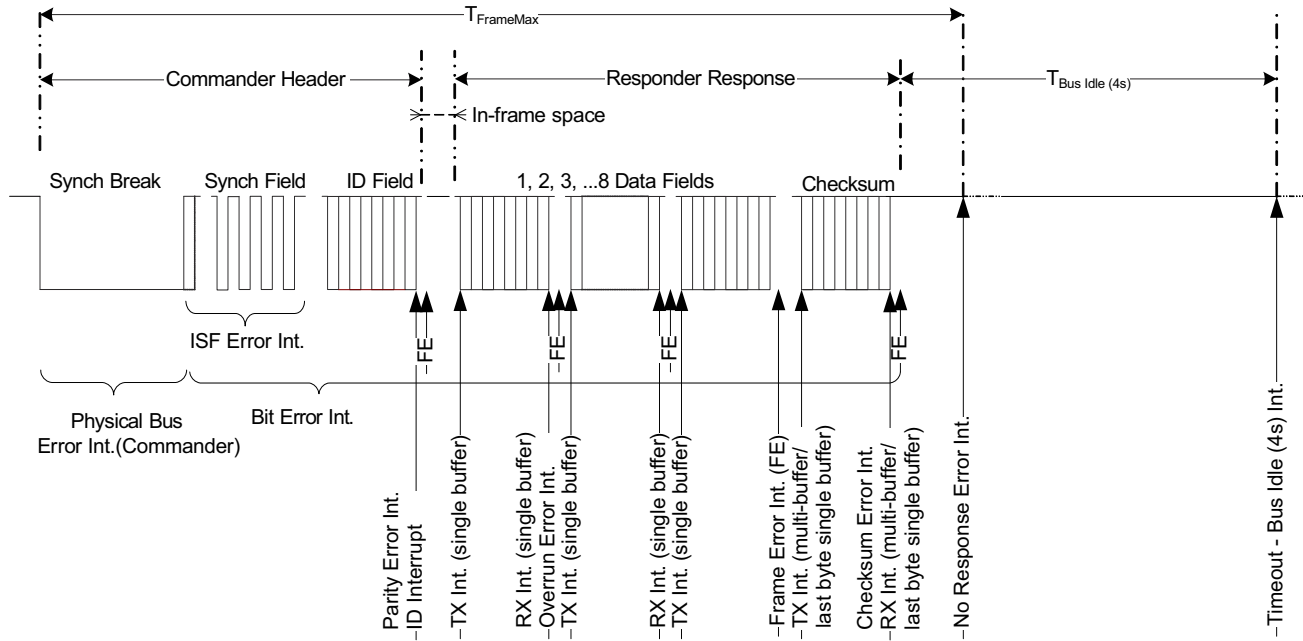 TFrameMax
Commander Header
Responder Response
TBus Idle (4s)
In-frame space
Synch Break
Synch Field
ID Field
1, 2, 3, ...8 Data Fields
Checksum
ISF Error Int.
FE
FE
FE
FE
Physical Bus
Error Int.(Commander)
Bit Error Int.
Parity Error Int.
ID Interrupt
TX Int. (single buffer)
RX Int. (single buffer)
Overrun Error Int.
TX Int. (single buffer)
RX Int. (single buffer)
TX Int. (single buffer)
Frame Error Int. (FE)
TX Int. (multi-buffer/
last byte single buffer)
Checksum Error Int.
RX Int. (multi-buffer/
last byte single buffer)
No Response Error Int.
Timeout - Bus Idle (4s) Int.